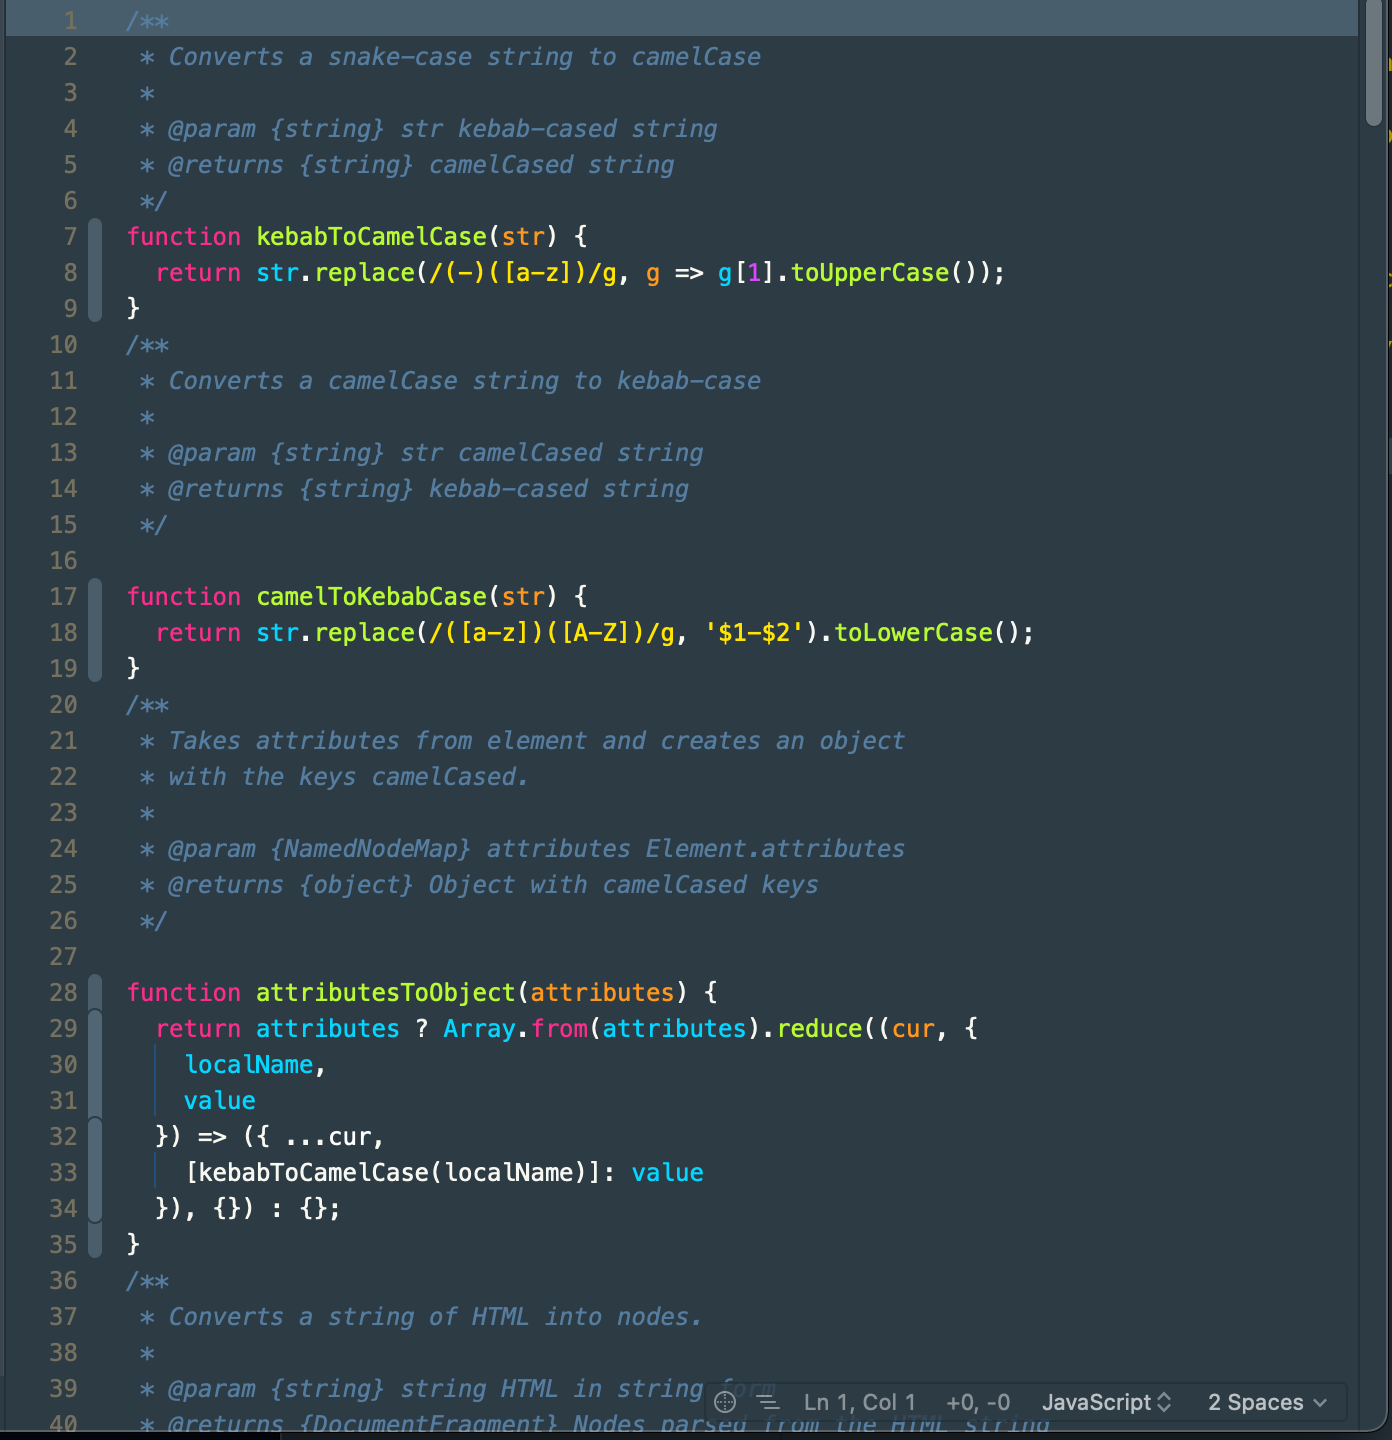 1 /**
2  * Converts a snake-case string to camelCase
3  *
4  * @param {string} str kebab-cased string
5  * @returns {string} camelCased string
6  */
7 function kebabToCamelCase(str) {
8   return str.replace(/(-)([a-z])/g, g => g[1].toUpperCase());
9 }
10 /**
11  * Converts a camelCase string to kebab-case
12  *
13  * @param {string} str camelCased string
14  * @returns {string} kebab-cased string
15  */
16
17 function camelToKebabCase(str) {
18   return str.replace(/([a-z])([A-Z])/g, '$1-$2').toLowerCase();
19 }
20 /**
21  * Takes attributes from element and creates an object
22  * with the keys camelCased.
23  *
24  * @param {NamedNodeMap} attributes Element.attributes
25  * @returns {object} Object with camelCased keys
26  */
27
28 function attributesToObject(attributes) {
29   return attributes ? Array.from(attributes).reduce((cur, {
30     localName,
31     value
32   }) => ({ ...cur,
33     [kebabToCamelCase(localName)]: value
34   }), {}) : {};
35 }
36 /**
37  * Converts a string of HTML into nodes.
38  *
39  * @param {string} string HTML in string form
40  * @returns {DocumentFragment} Nodes parsed from the HTML string
Ln 1, Col 1 +0, -0 JavaScript 2 Spaces